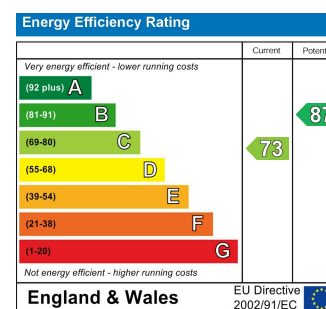 Energy Efficiency Rating
Current Poten
Very energy efficient - lower running costs
(92 plus) A
(81-91) B
87
(69-80) C
73
(55-68) D
(39-54) E
(21-38) F
(1-20) G
Not energy efficient - higher running costs
England & Wales
EU Directive
2002/91/EC